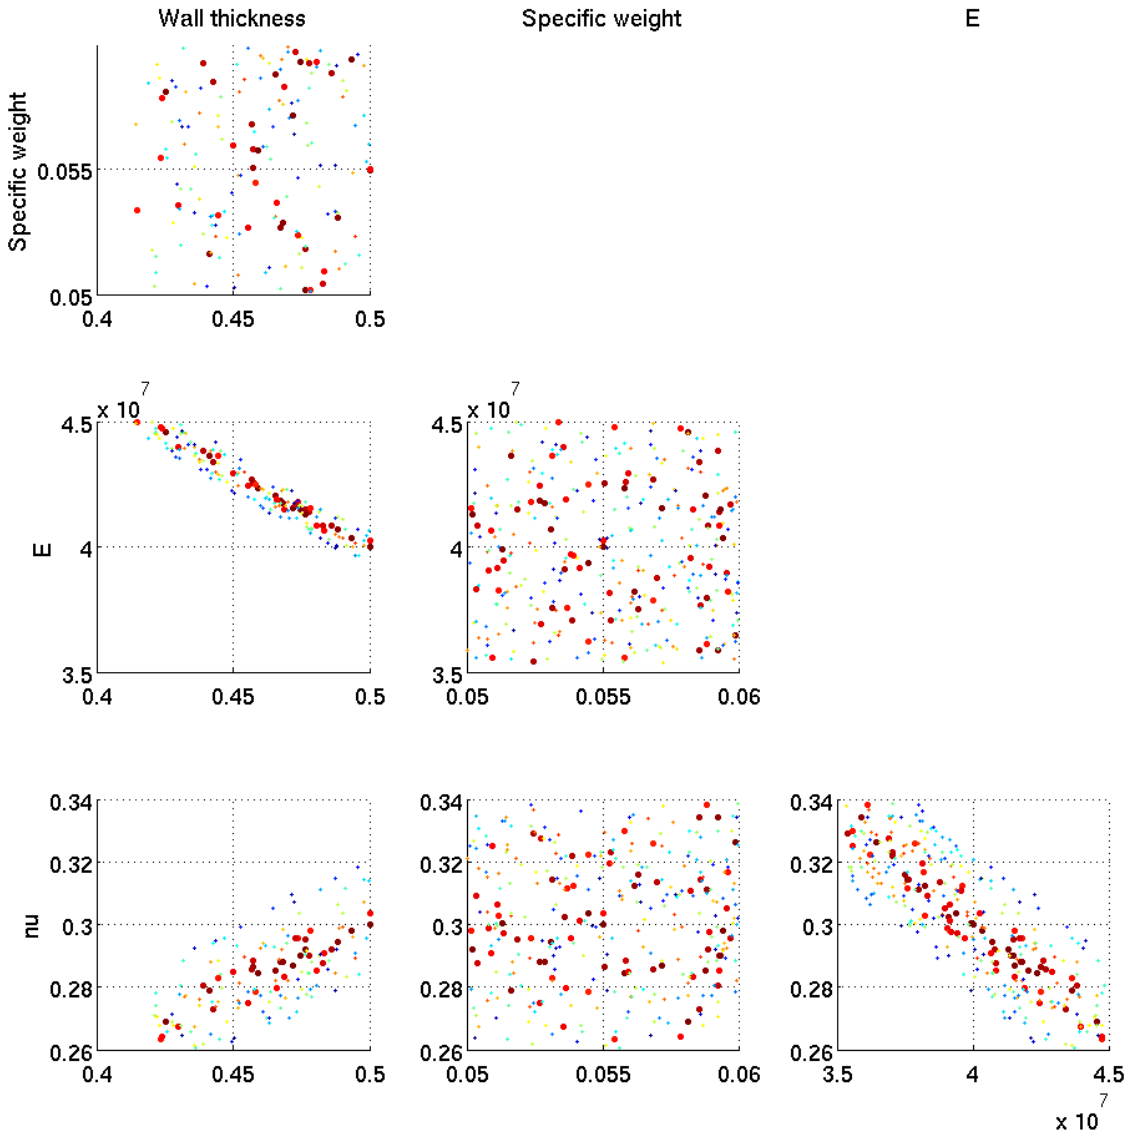 Wall thickness Specific weight E
Specific weight
0.055
0.05
0.4 0.45 0.5
x 10 7 x 10 7
E
4.5 4.5
4 4
3.5 3.5
0.4 0.45 0.5 0.05 0.055 0.06
nu
0.34 0.34 0.34
0.32 0.32 0.32
0.3 0.3 0.3
0.28 0.28 0.28
0.26 0.26 0.26
0.4 0.45 0.5 0.05 0.055 0.06 3.5 4 4.5
x 10 7